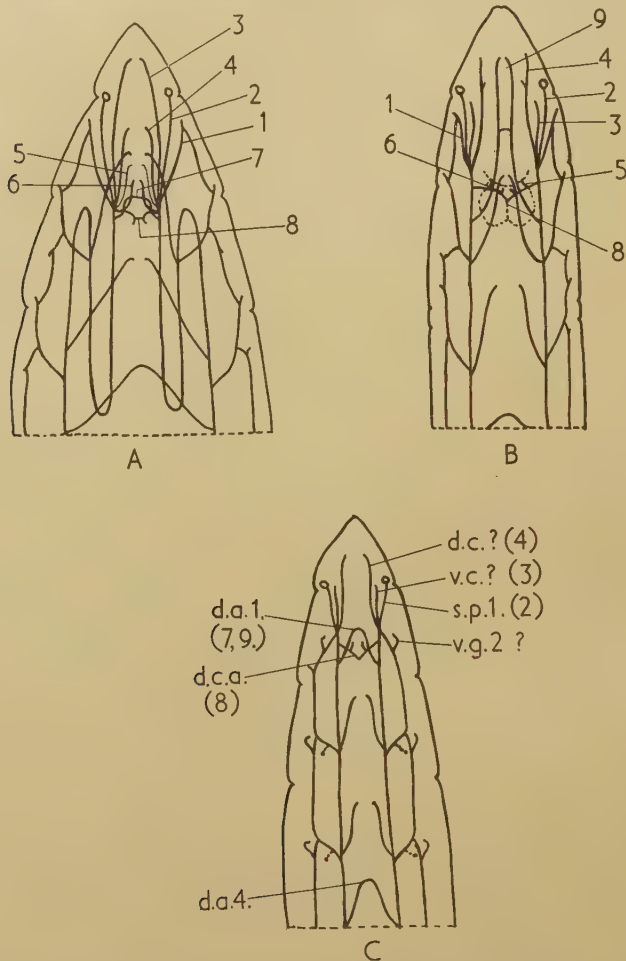 3
4
2
1
5
7
6
8
A
9
4
2
1
3
6
5
8
B
d.c.? (4)
v.c.? (3)
d.a.1.
(7,9.)
s.p.1. (2)
v.g.2 ?
d.c.a.
(8)
d.a.4.
C